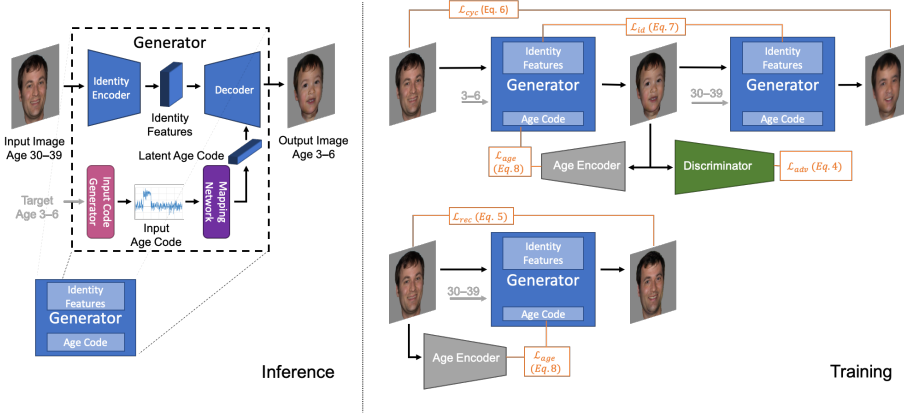 Generator
Identity
Encoder
Decoder
Identity
Features
Input Image
Age 30–39
Output Image
Age 3–6
Latent Age Code
Target
Age 3–6
Input Code
Generator
Mapping
Network
Input
Age Code
Identity
Features
Generator
Age Code
Inference
ℒcyc (Eq. 6)
ℒid (Eq. 7)
Identity
Features
Generator
3–6
Age Code
Identity
Features
Generator
30–39
Age Code
ℒage
(Eq. 8)
Age Encoder
Discriminator
ℒadv (Eq. 4)
ℒrec (Eq. 5)
Identity
Features
Generator
30–39
Age Code
Age Encoder
ℒage
(Eq. 8)
Training